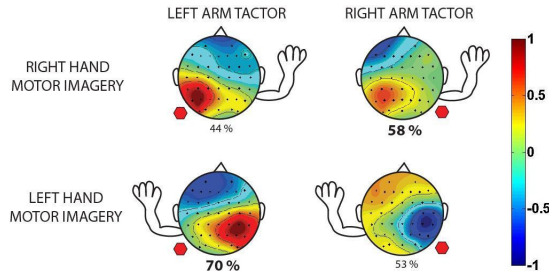 LEFT ARM TACTOR
RIGHT ARM TACTOR
RIGHT HAND
MOTOR IMAGERY
44 %
58 %
LEFT HAND
MOTOR IMAGERY
70 %
53 %
1
0.5
0
-0.5
-1